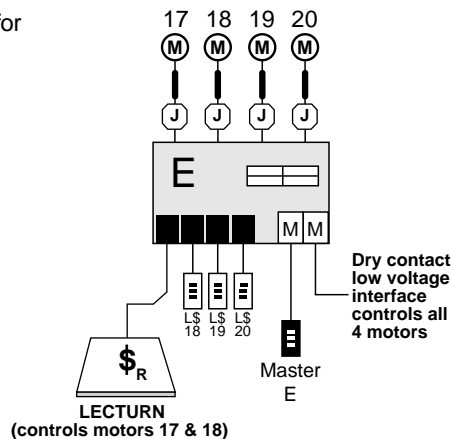 for
17 18 19 20
M M M M
J J J J
E
M M
L$ 18
L$ 19
L$ 20
Dry contact
low voltage
interface
controls all
4 motors
Master
E
$R
LECTURN
(controls motors 17 & 18)